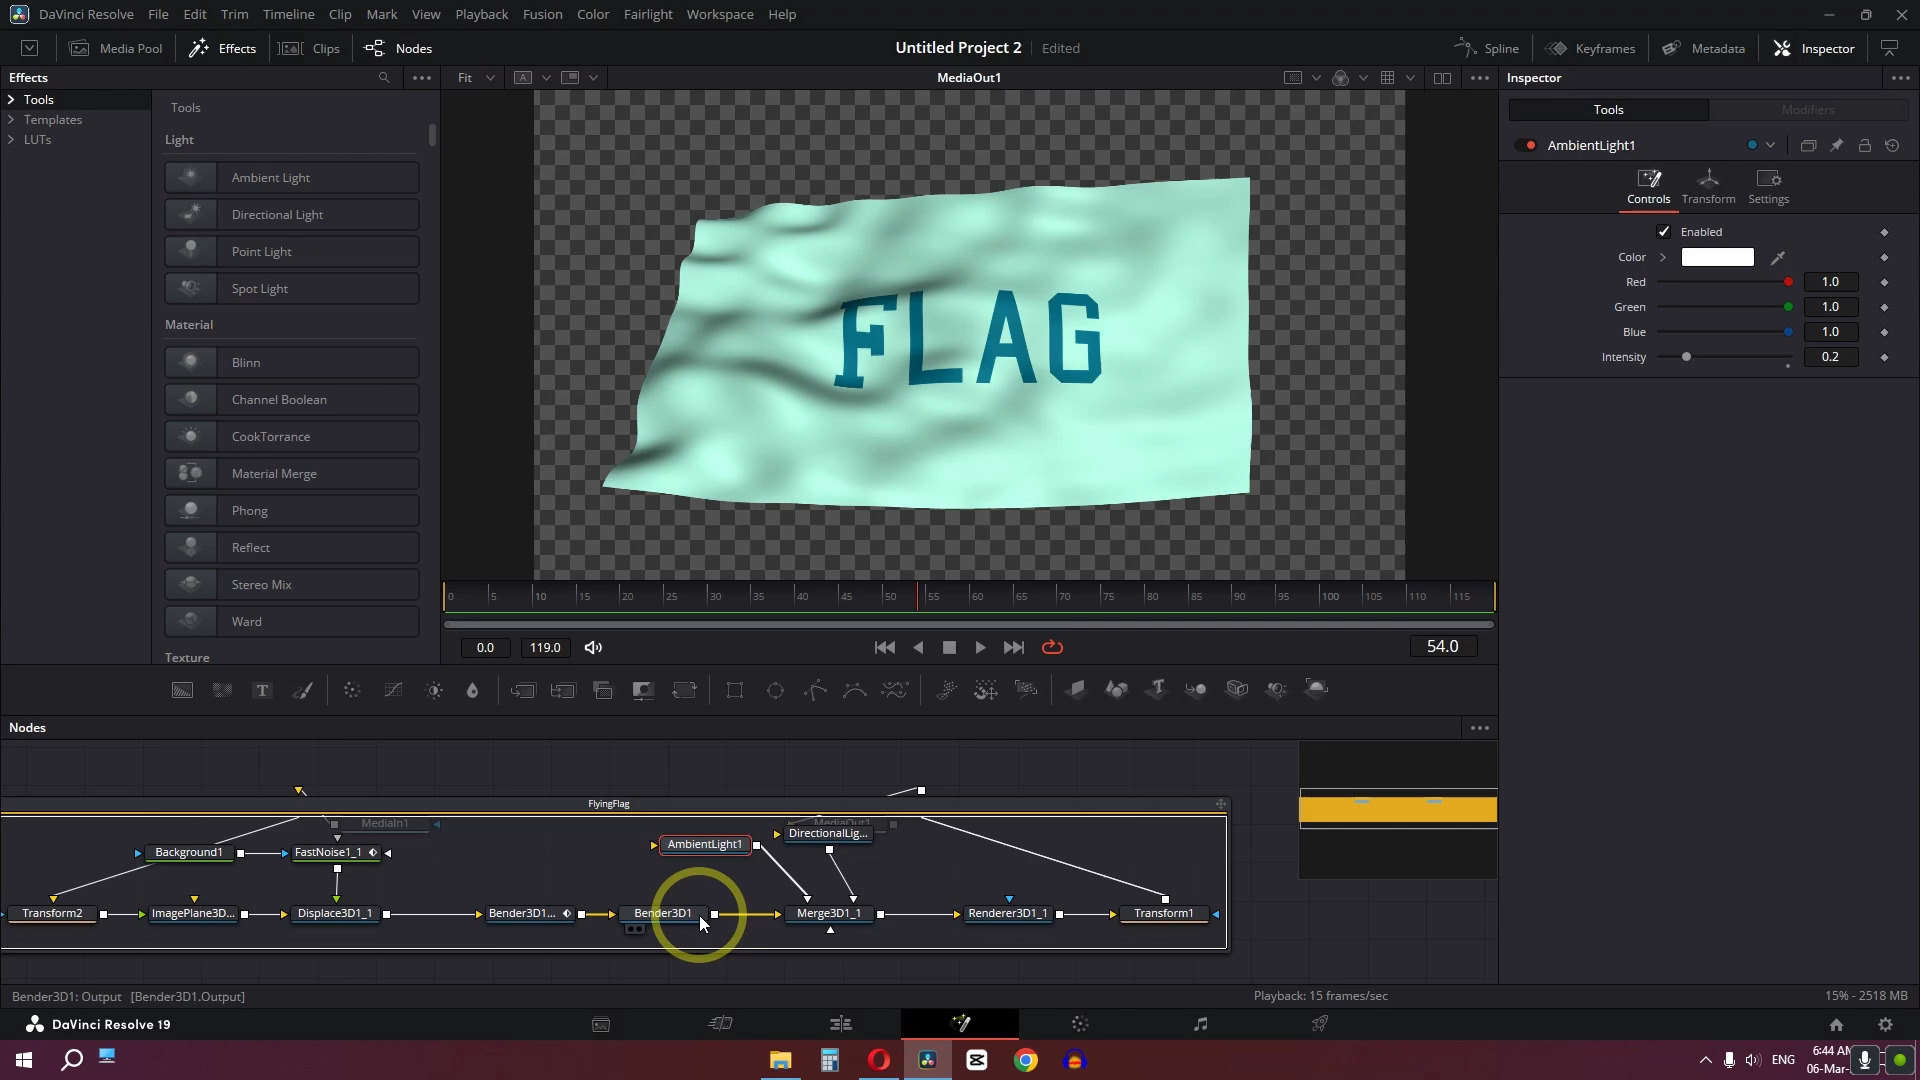 DaVinci Resolve File Edit Trim Timeline Clip Mark View Playback Fusion Color Fairlight Workspace Help
Media Pool Effects Clips Nodes Untitled Project 2 Edited Spline Keyframes Metadata Inspector
Effects Fit A MediaOut1 Inspector
Tools Tools Tools Modifiers
Templates Light
LUTs
AmbientLight1
Ambient Light
Directional Light
Point Light
Spot Light
Controls Transform Settings
Enabled
Color
Red 1.0
Green 1.0
Blue 1.0
Intensity 0.2
Material
Blinn
Channel Boolean
CookTorrance
Material Merge
Phong
Reflect
Stereo Mix
Ward
Texture
FLAG
0 5 10 15 20 25 30 35 40 45 50 55 60 65 70 75 80 85 90 95 100 105 110 115
0.0 119.0 54.0
T
Nodes
FlyingFlag
MediaIn1 MediaOut1
Background1 FastNoise1_1 AmbientLight1 DirectionalLig...
Transform2 ImagePlane3D... Displace3D1_1 Bender3D1... Bender3D1 Merge3D1_1 Renderer3D1_1 Transform1
Bender3D1: Output [Bender3D1.Output] Playback: 15 frames/sec 15% - 2518 MB
DaVinci Resolve 19
ENG
6:44 AM
06-Mar-